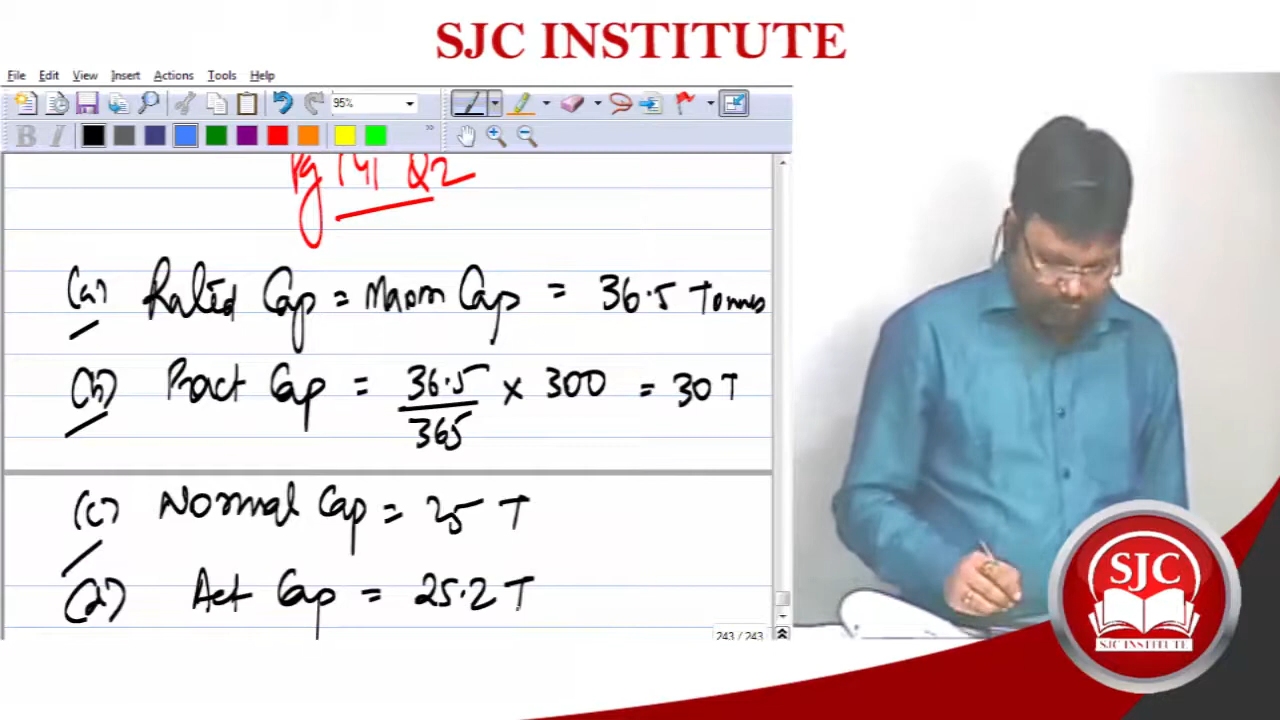 SJC INSTITUTE
File Edit View Insert Actions Tools Help
95%
B I
Pg 141 Q2
(a) Rated Cap = Maxm Cap = 36.5 Tonnes
(b) Pract Cap = 36.5/365 × 300 = 30 T
(c) Normal Cap = 25 T
(d) Act Cap = 25.2 T
243 / 243
SJC
SJC INSTITUTE